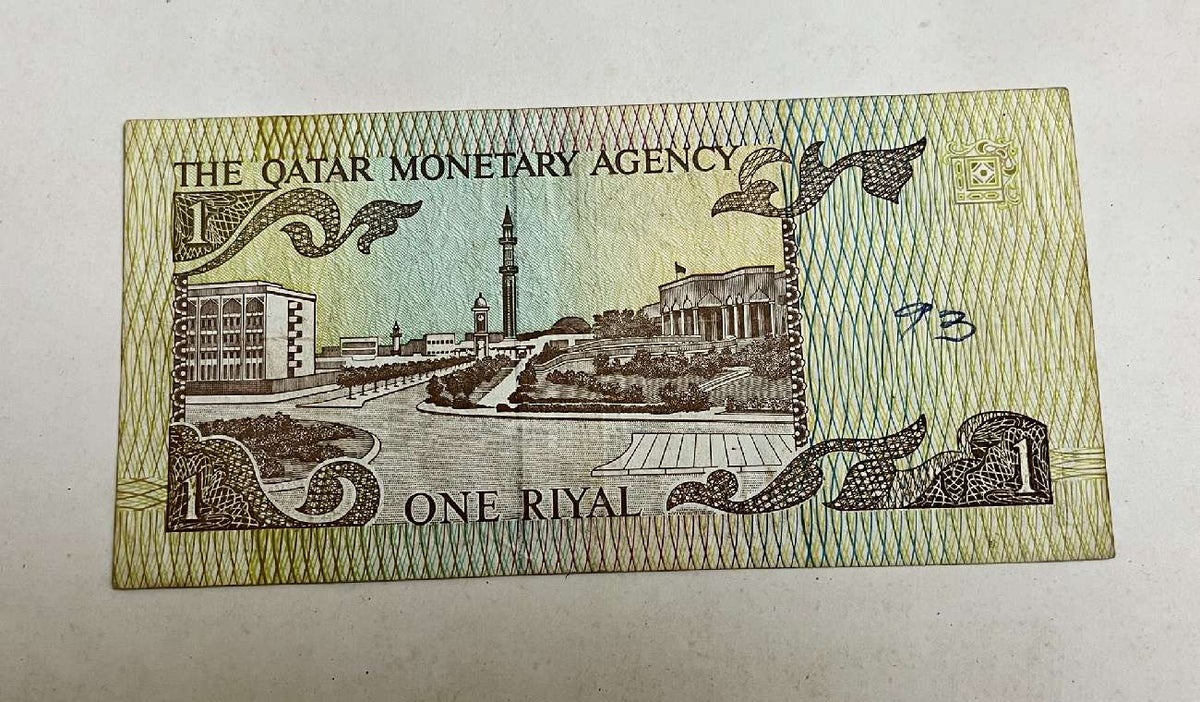 THE QATAR MONETARY AGENCY
1
93
1
ONE RIYAL
1